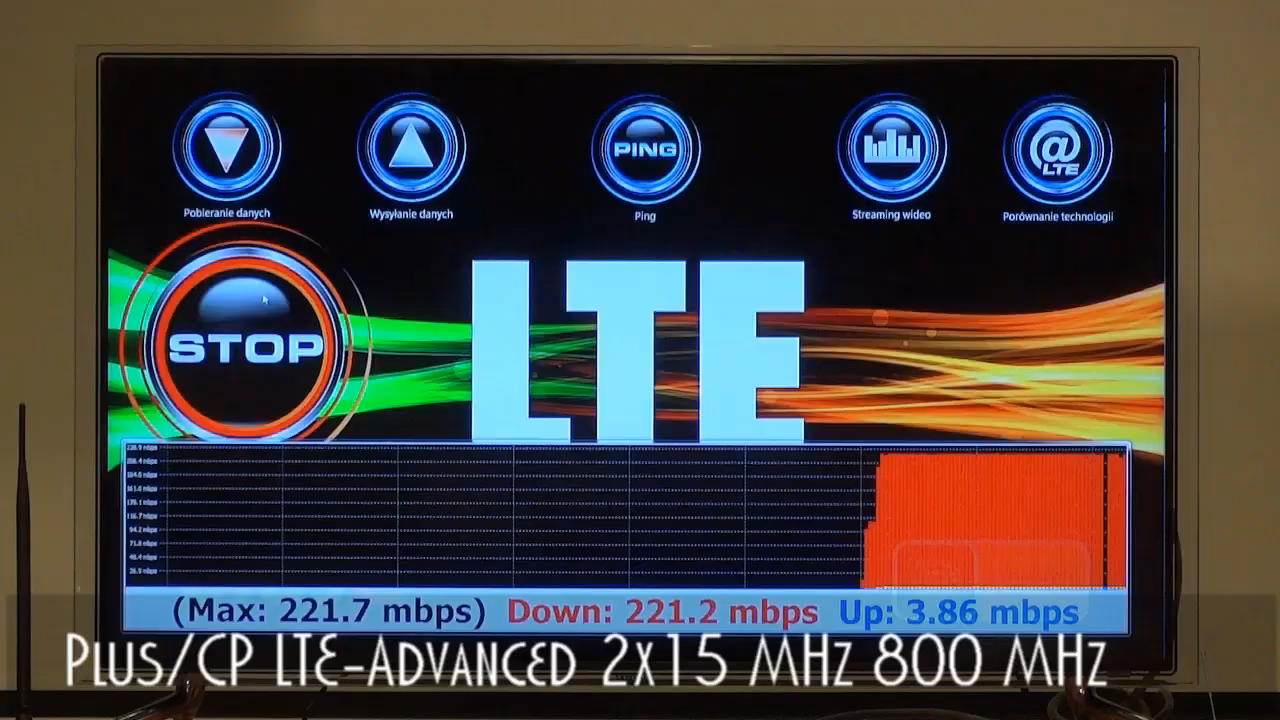 PING
@
LTE
Pobieranie danych
Wysyłanie danych
Ping
Streaming wideo
Porównanie technologii
STOP
LTE
(Max: 221.7 mbps) Down: 221.2 mbps Up: 3.86 mbps
Plus/CP LTE-Advanced 2x15 MHz 800 MHz